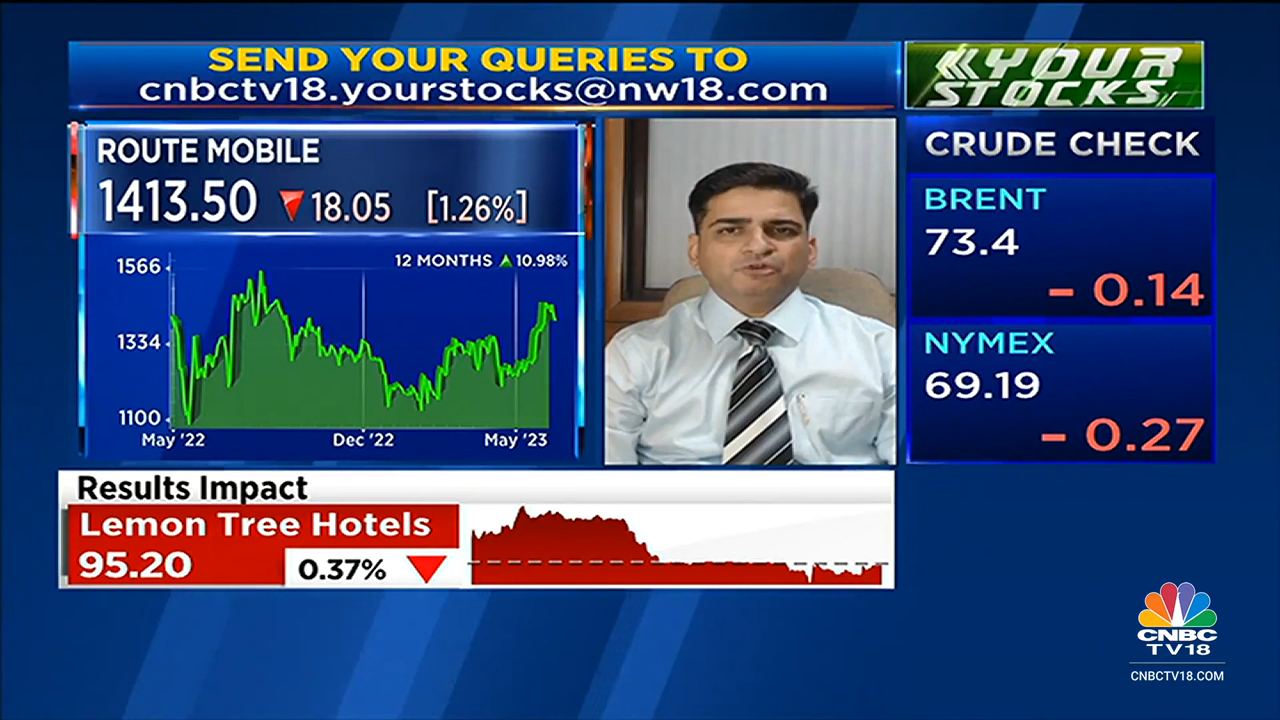 SEND YOUR QUERIES TO
cnbctv18.yourstocks@nw18.com
YOUR
STOCKS
ROUTE MOBILE
1413.50 ▼ 18.05 [1.26%]
12 MONTHS ▲ 10.98%
1566
1334
1100
May '22 Dec '22 May '23
CRUDE CHECK
BRENT
73.4
- 0.14
NYMEX
69.19
- 0.27
Results Impact
Lemon Tree Hotels
95.20 0.37% ▼
CNBC
TV18
CNBCTV18.COM